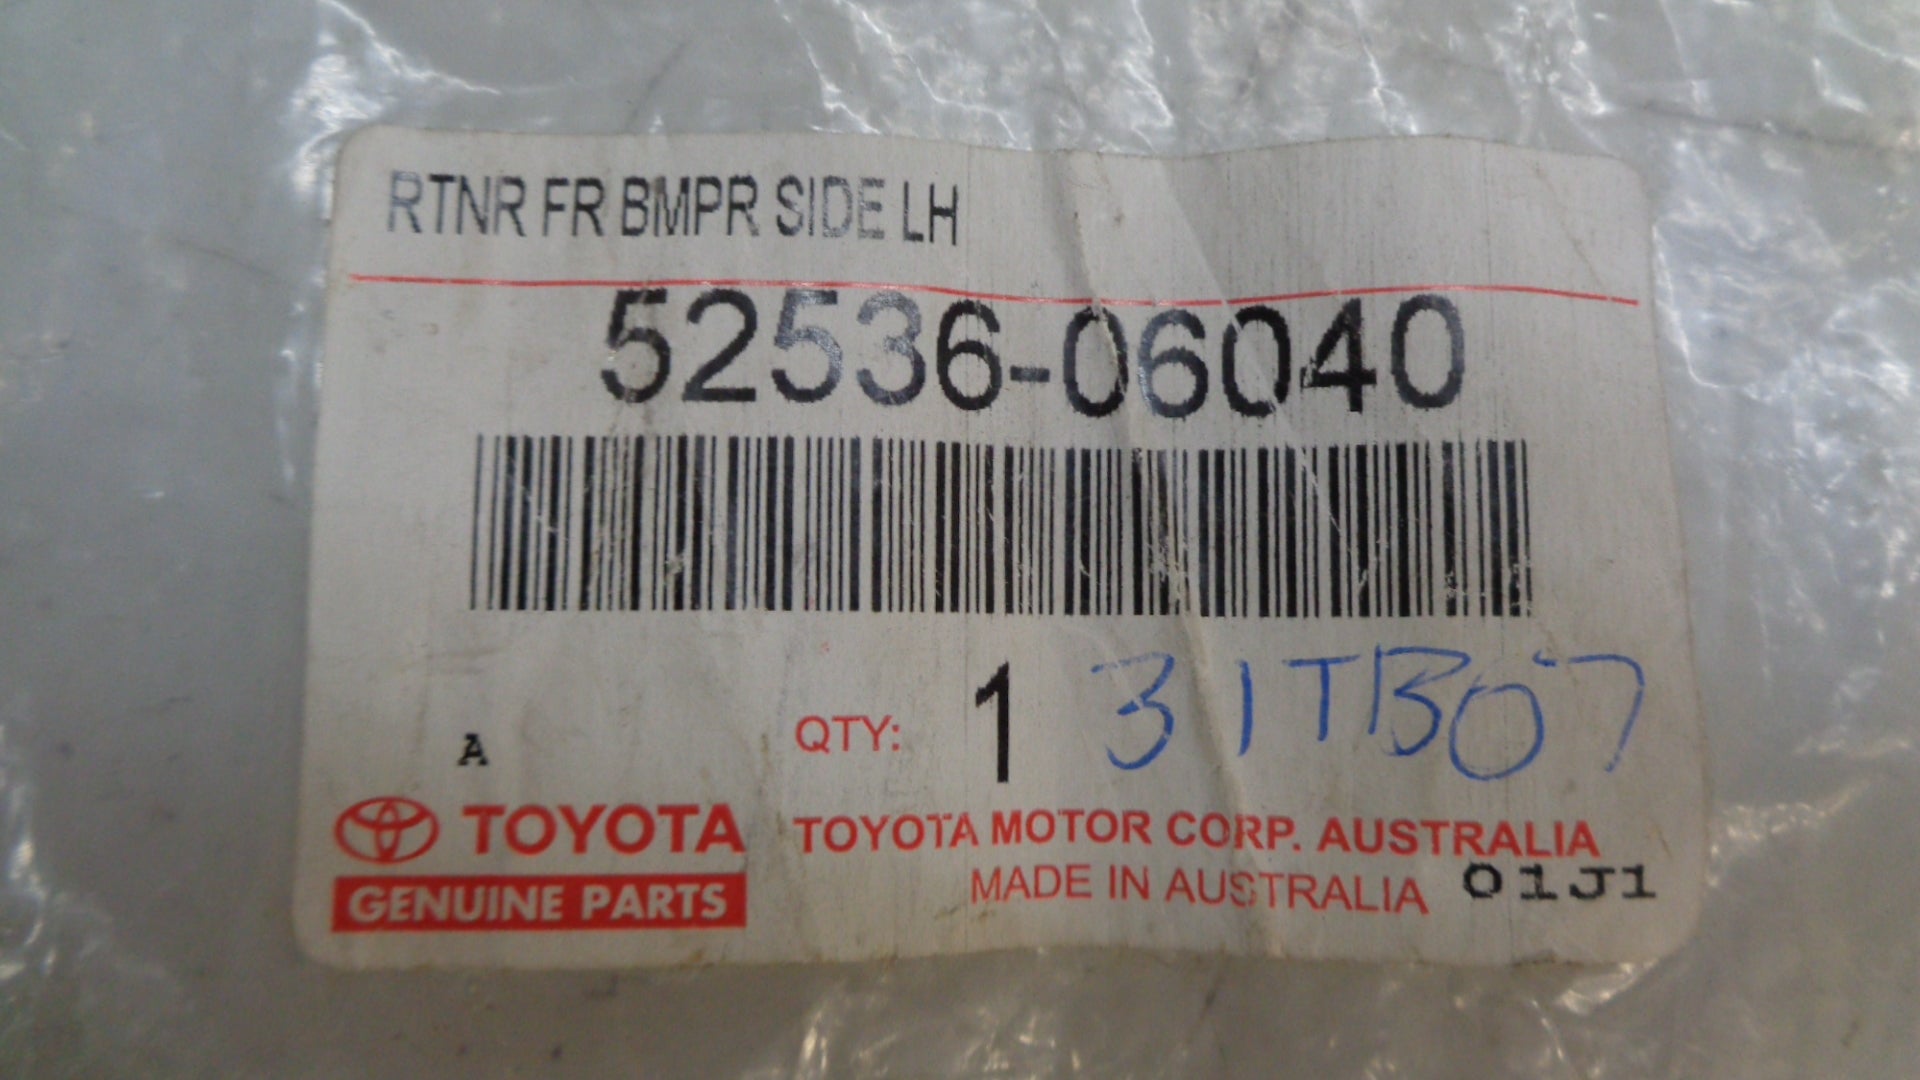 RTNR FR BMPR SIDE LH
52536-06040
A QTY: 1 31TB07
TOYOTA TOYOTA MOTOR CORP. AUSTRALIA
GENUINE PARTS MADE IN AUSTRALIA 01J1